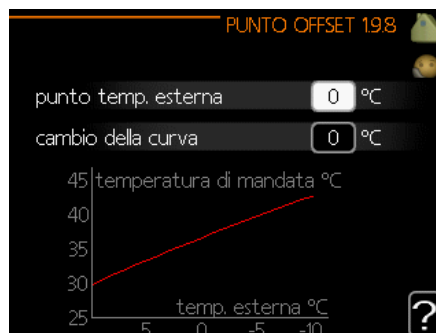 PUNTO OFFSET 1.9.8
punto temp. esterna 0 °C
cambio della curva 0 °C
45 temperatura di mandata °C
40
35
30
temp. esterna °C
25
5 0 -5 -10
?